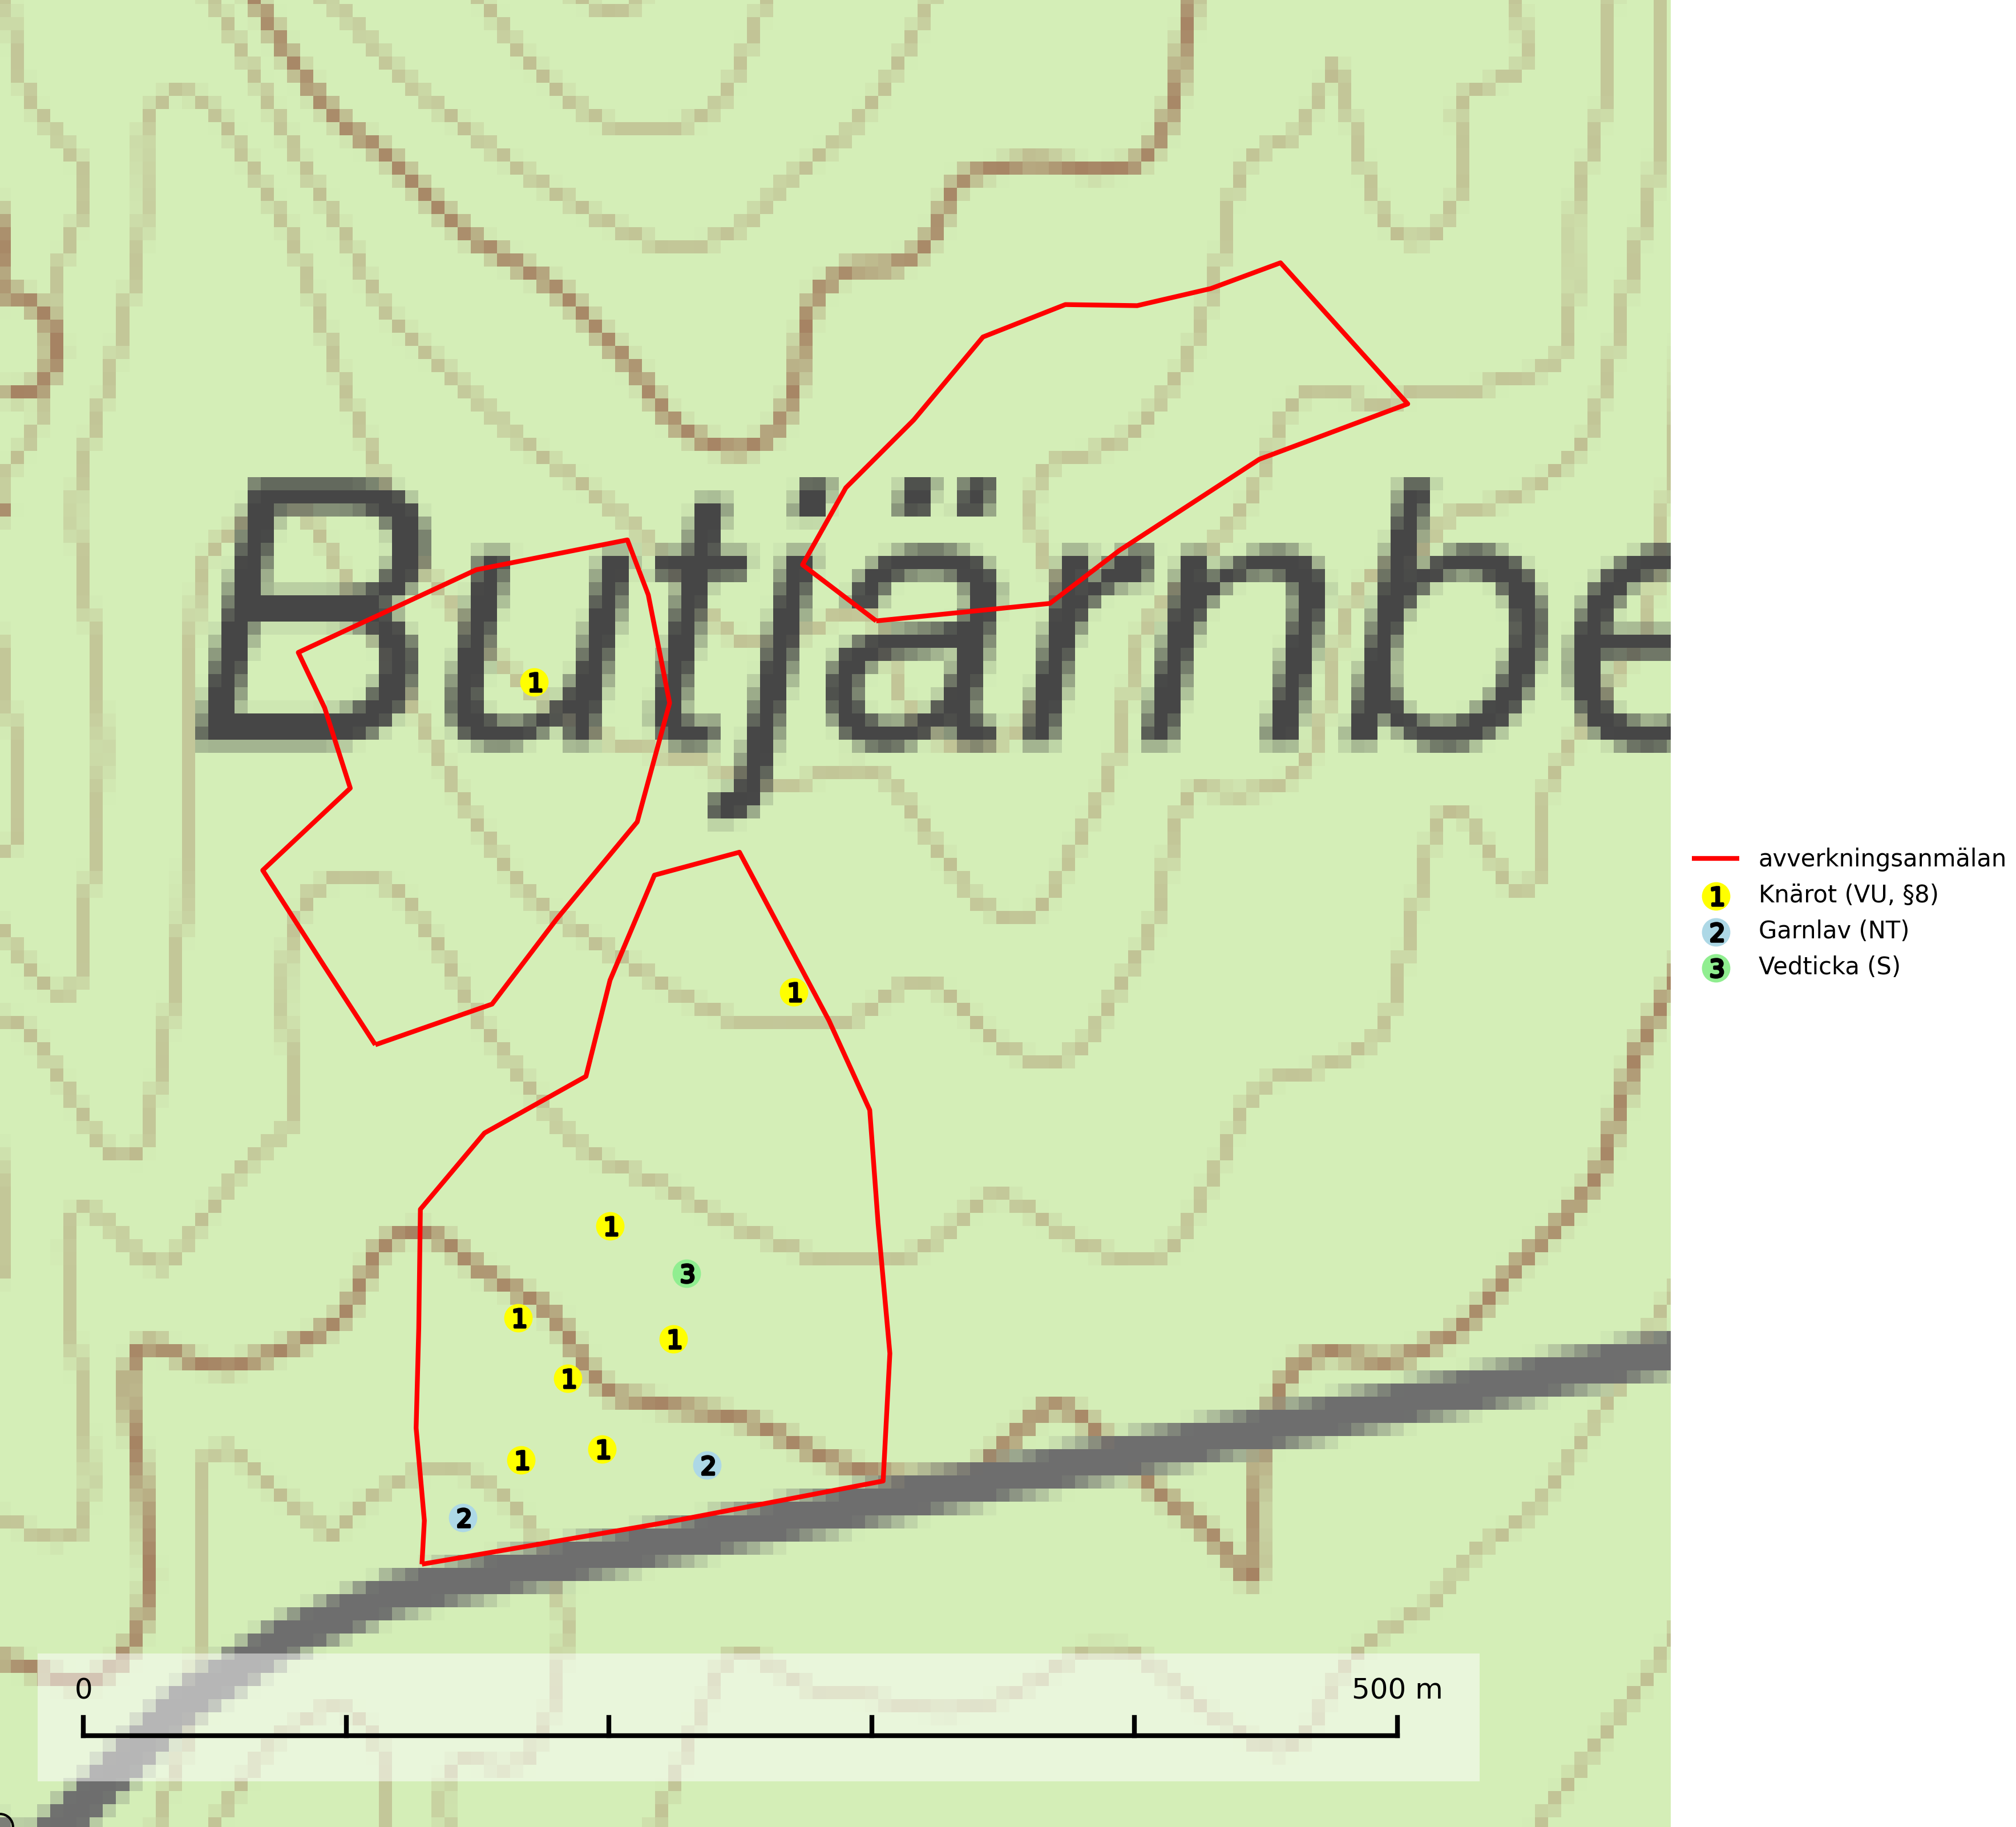 Butjärnbe
1
1
1
3
1
1
1
1
1
2
2
0
500 m
avverkningsanmälan
1 Knärot (VU, §8)
2 Garnlav (NT)
3 Vedticka (S)